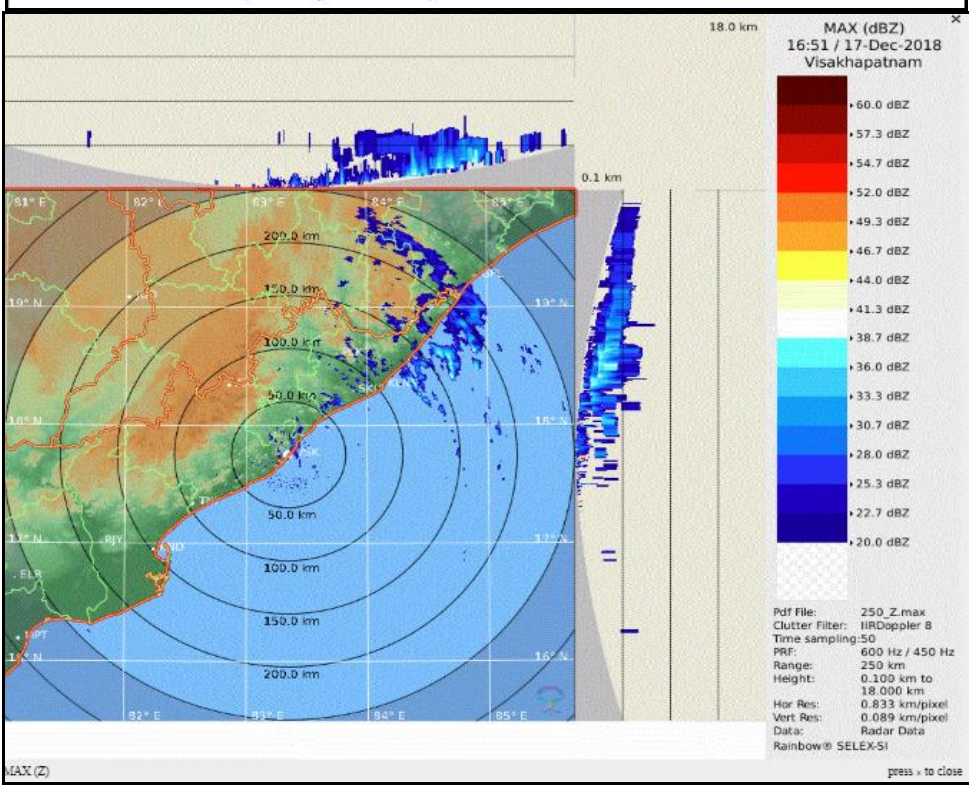 18.0 km
×
MAX (dBZ)
16:51 / 17-Dec-2018
Visakhapatnam
60.0 dBZ
57.3 dBZ
54.7 dBZ
52.0 dBZ
49.3 dBZ
46.7 dBZ
44.0 dBZ
41.3 dBZ
38.7 dBZ
36.0 dBZ
33.3 dBZ
30.7 dBZ
28.0 dBZ
25.3 dBZ
22.7 dBZ
20.0 dBZ
0.1 km
81° E
82° E
83° E
84° E
85° E
200.0 km
150.0 km
100.0 km
50.0 km
19° N
19° N
18° N
18° N
50.0 km
100.0 km
150.0 km
200.0 km
RJY
ELR
MPT
17° N
16° N
82° E
83° E
84° E
85° E
Pdf File: 250_Z.max
Clutter Filter: IIRDoppler 8
Time sampling:50
PRF: 600 Hz / 450 Hz
Range: 250 km
Height: 0.100 km to
18.000 km
Hor Res: 0.833 km/pixel
Vert Res: 0.089 km/pixel
Data: Radar Data
Rainbow® SELEX-SI
MAX (Z)
press × to close